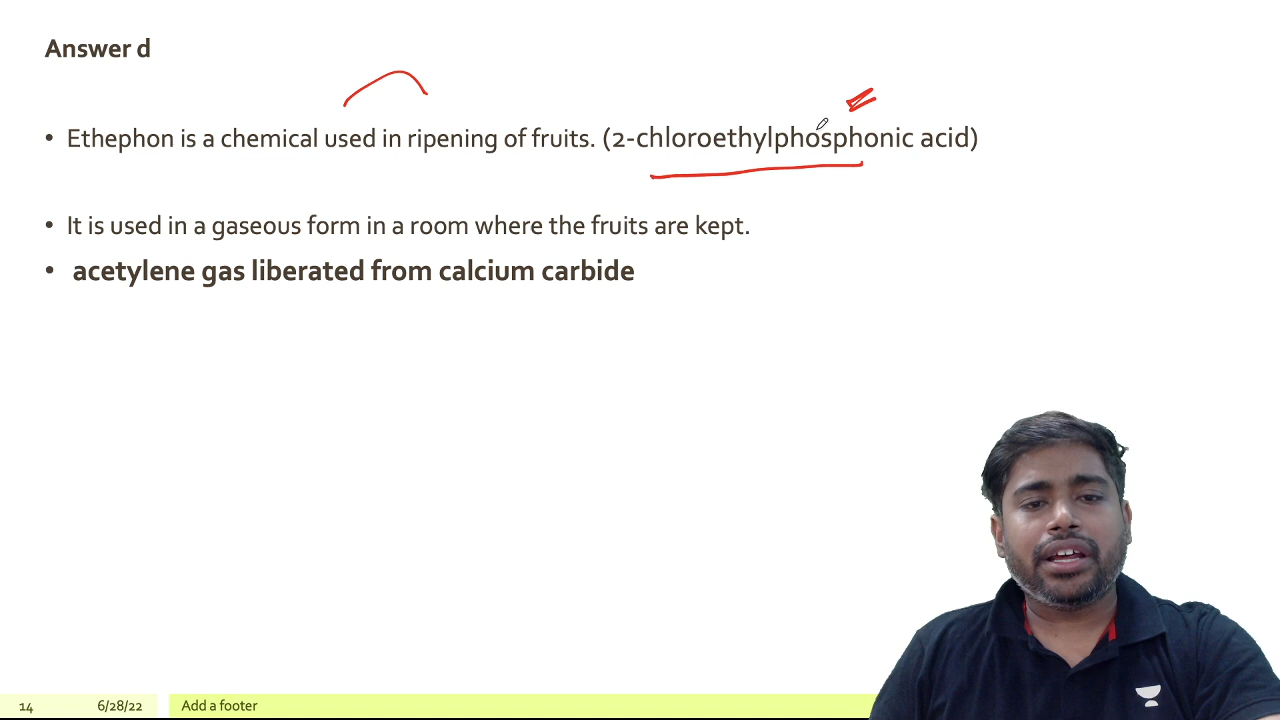 Answer d
• Ethephon is a chemical used in ripening of fruits. (2-chloroethylphosphonic acid)
• It is used in a gaseous form in a room where the fruits are kept.
• acetylene gas liberated from calcium carbide
14 6/28/22 Add a footer